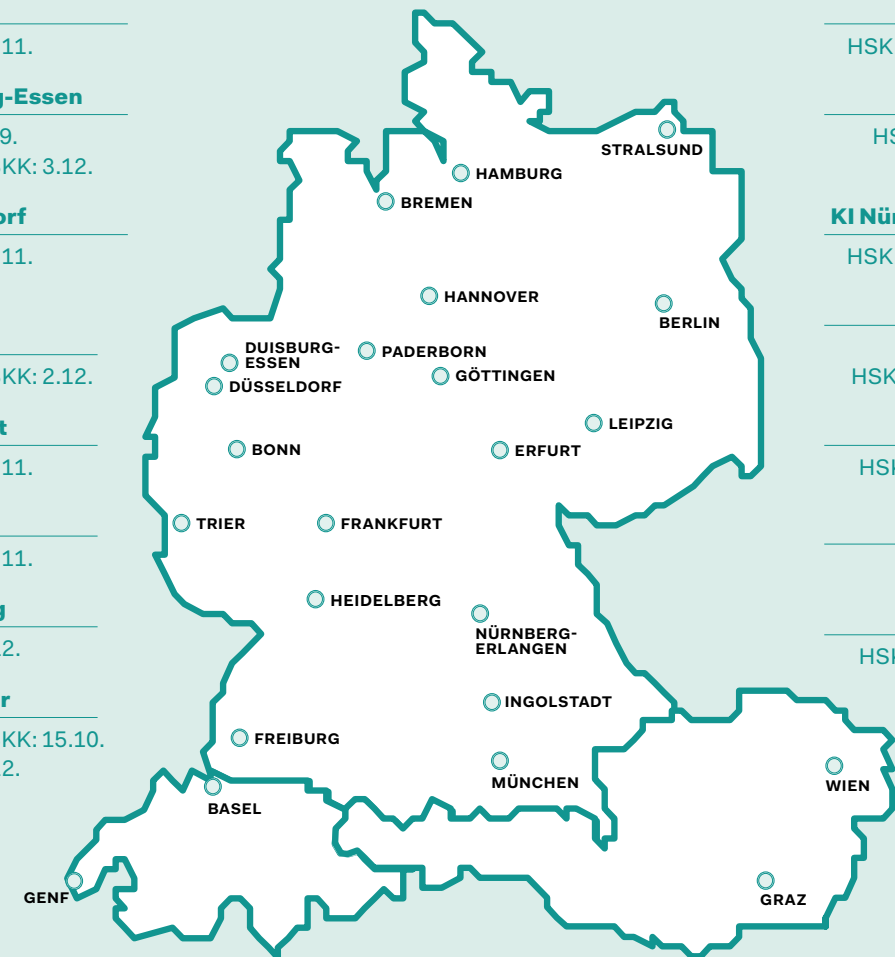 11.
g-Essen
9.
KK: 3.12.
orf
11.
KK: 2.12.
t
11.
11.
g
2.
r
KK: 15.10.
2.
STRALSUND
HAMBURG
BREMEN
HANNOVER
BERLIN
DUISBURG-
ESSEN
PADERBORN
GÖTTINGEN
DÜSSELDORF
LEIPZIG
BONN
ERFURT
TRIER
FRANKFURT
HEIDELBERG
NÜRNBERG-
ERLANGEN
INGOLSTADT
FREIBURG
MÜNCHEN
WIEN
BASEL
GENF
GRAZ
HSK
HS
KI Nür
HSK
HSK
HSK
HSK